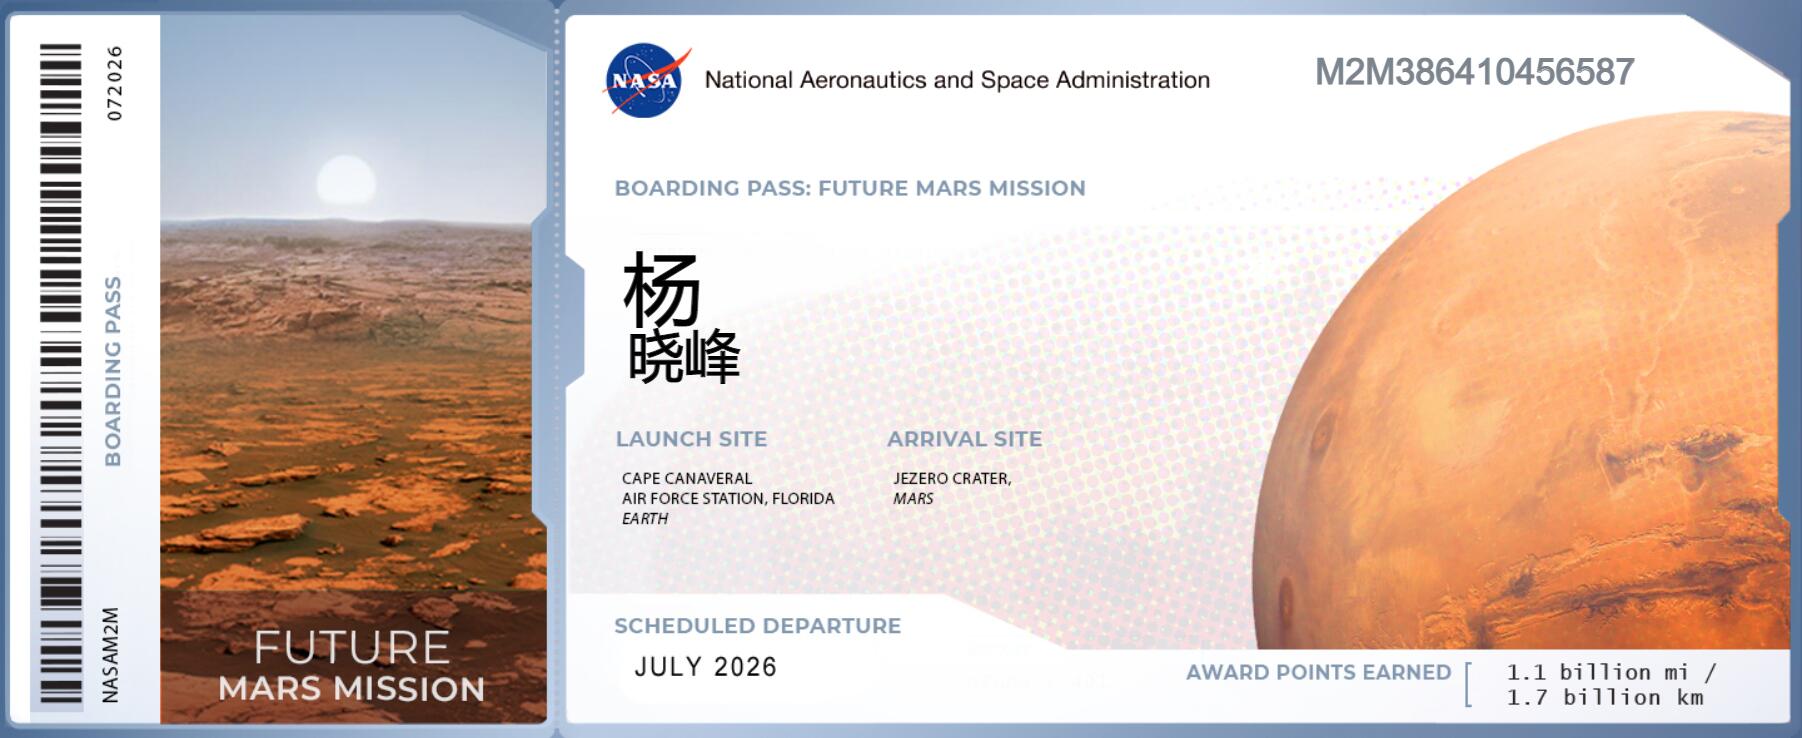 072026
BOARDING PASS
NASAM2M
FUTURE
MARS MISSION
NASA
National Aeronautics and Space Administration
M2M386410456587
BOARDING PASS: FUTURE MARS MISSION
杨
晓峰
LAUNCH SITE
CAPE CANAVERAL
AIR FORCE STATION, FLORIDA
EARTH
ARRIVAL SITE
JEZERO CRATER,
MARS
SCHEDULED DEPARTURE
JULY 2026
AWARD POINTS EARNED
1.1 billion mi /
1.7 billion km